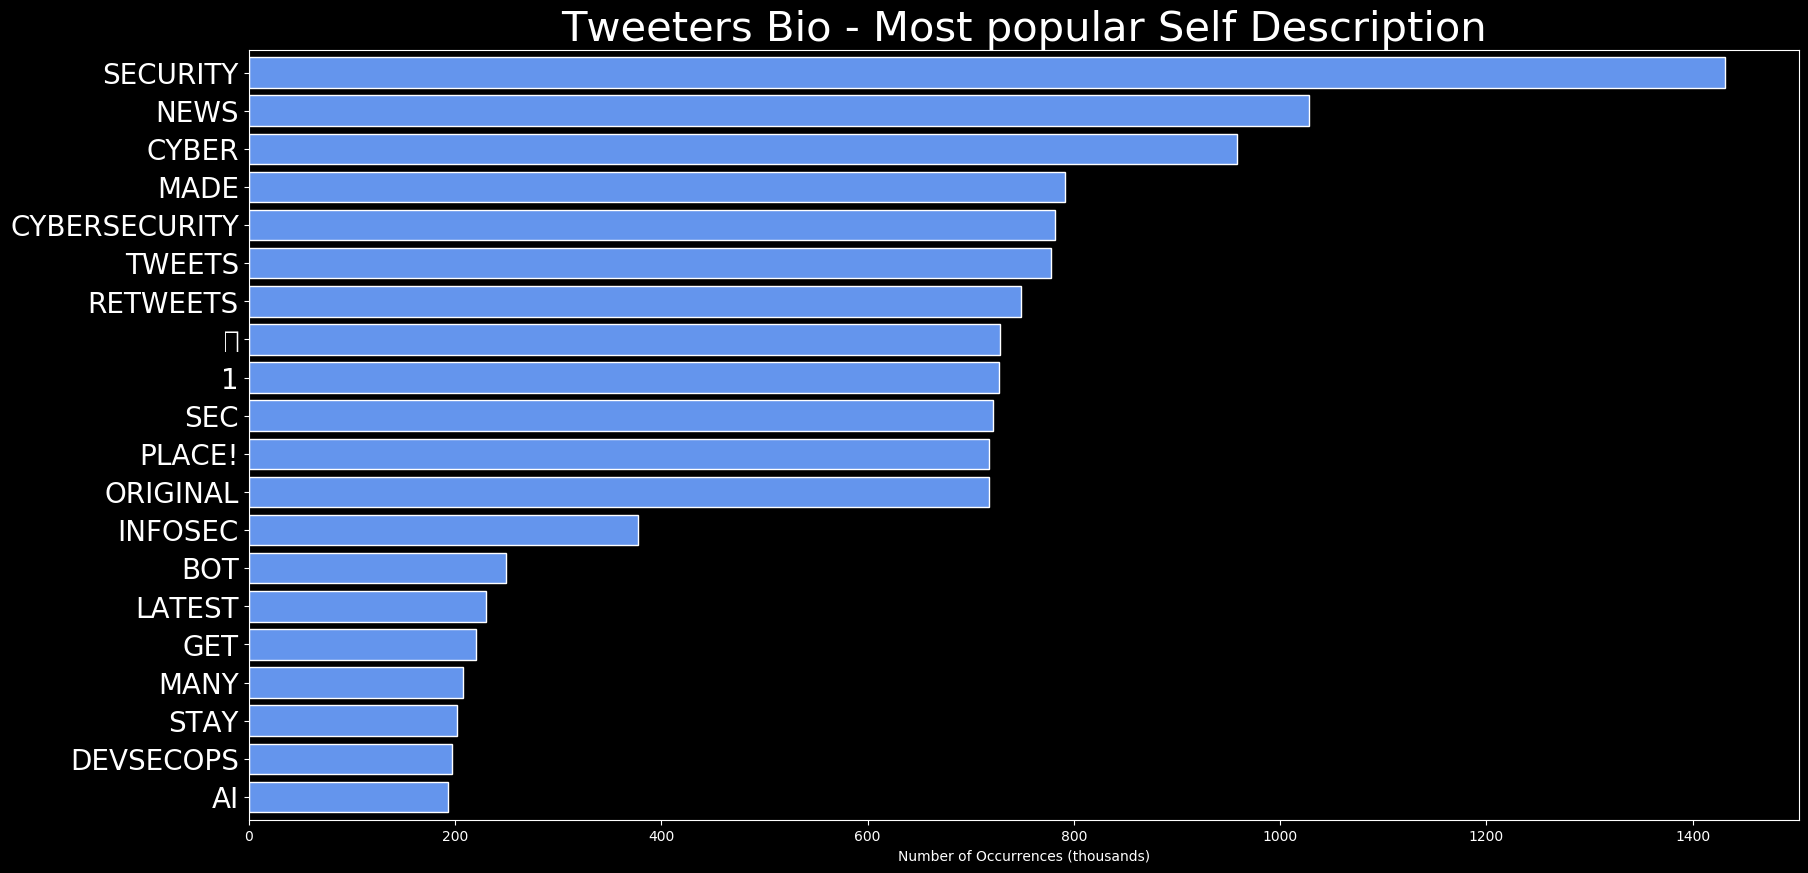 Tweeters Bio - Most popular Self Description
SECURITY
NEWS
CYBER
MADE
CYBERSECURITY
TWEETS
RETWEETS
1
SEC
PLACE!
ORIGINAL
INFOSEC
BOT
LATEST
GET
MANY
STAY
DEVSECOPS
AI
0 200 400 600 800 1000 1200 1400
Number of Occurrences (thousands)